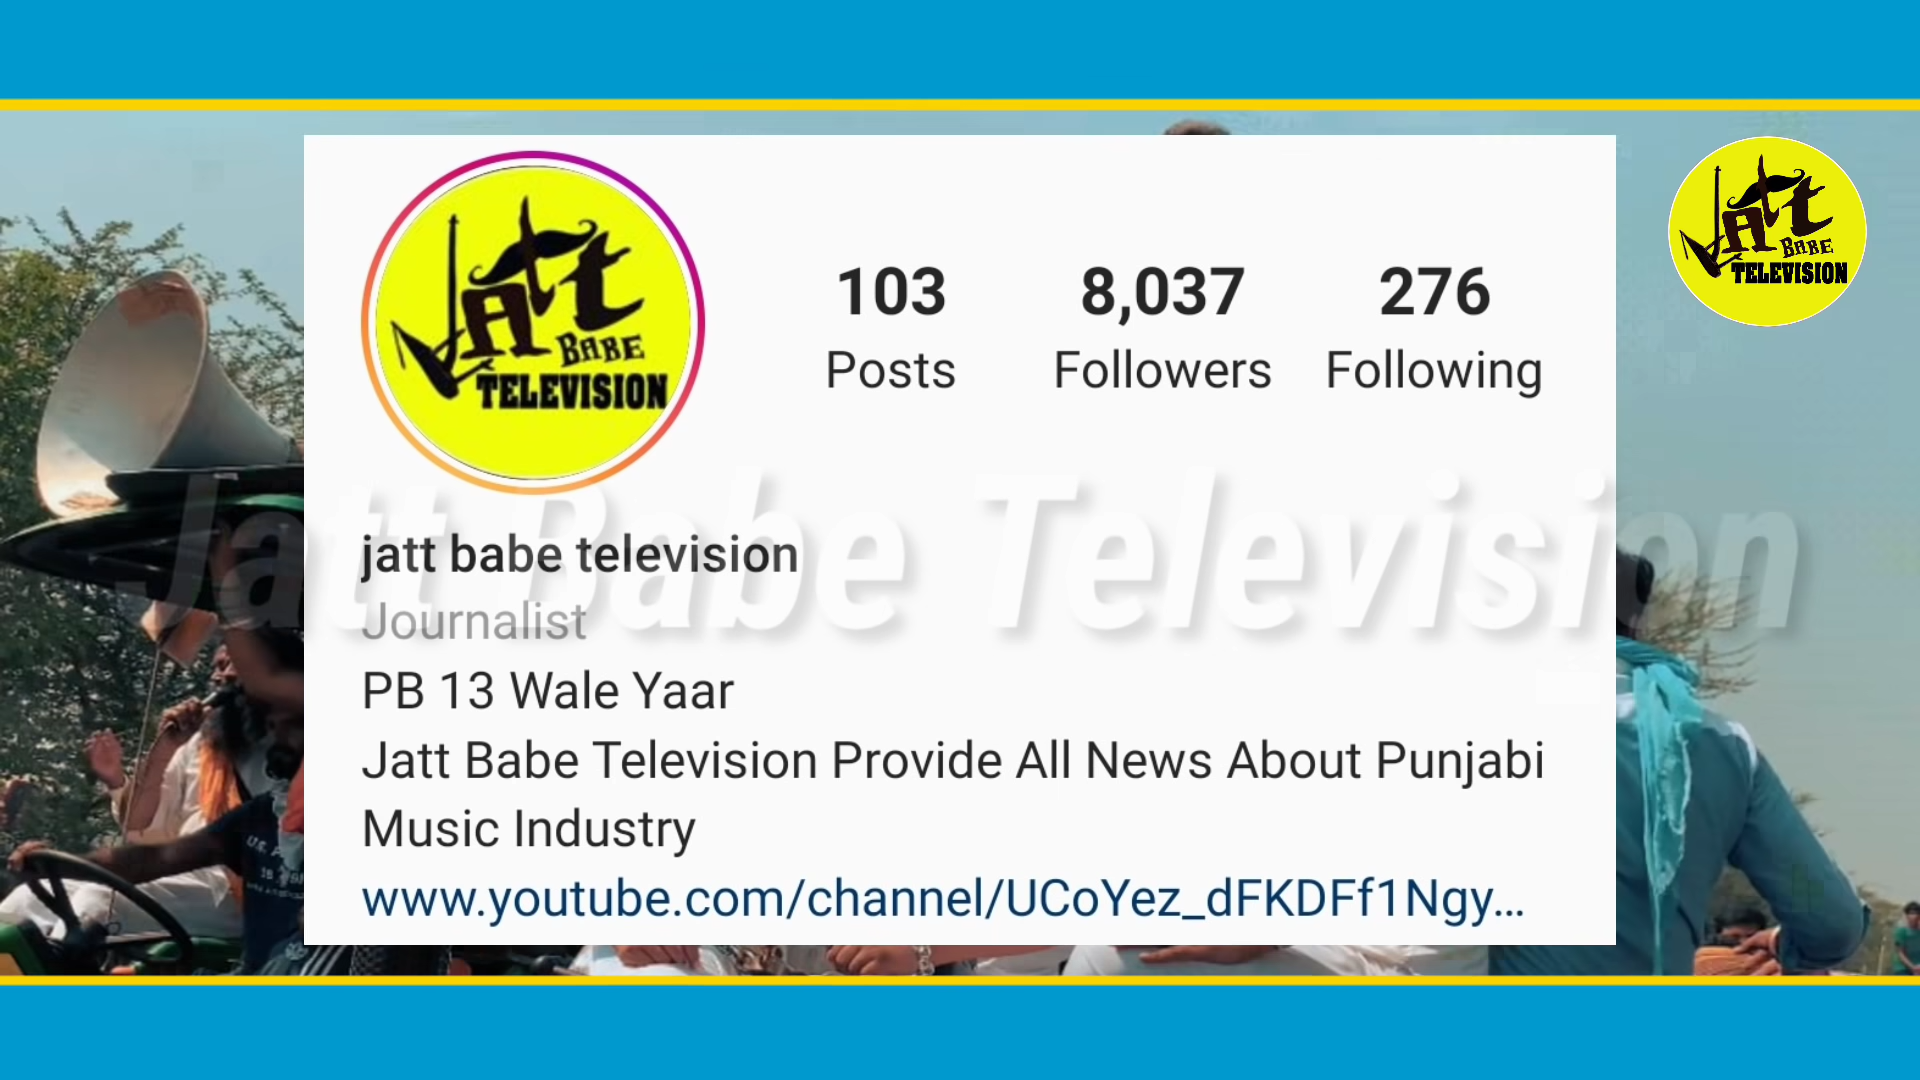 Jatt
BABE
TELEVISION
103 8,037 276
Posts Followers Following
Jatt
BABE
TELEVISION
Jatt Babe Television
jatt babe television
Journalist
PB 13 Wale Yaar
Jatt Babe Television Provide All News About Punjabi
Music Industry
www.youtube.com/channel/UCoYez_dFKDFf1Ngy...